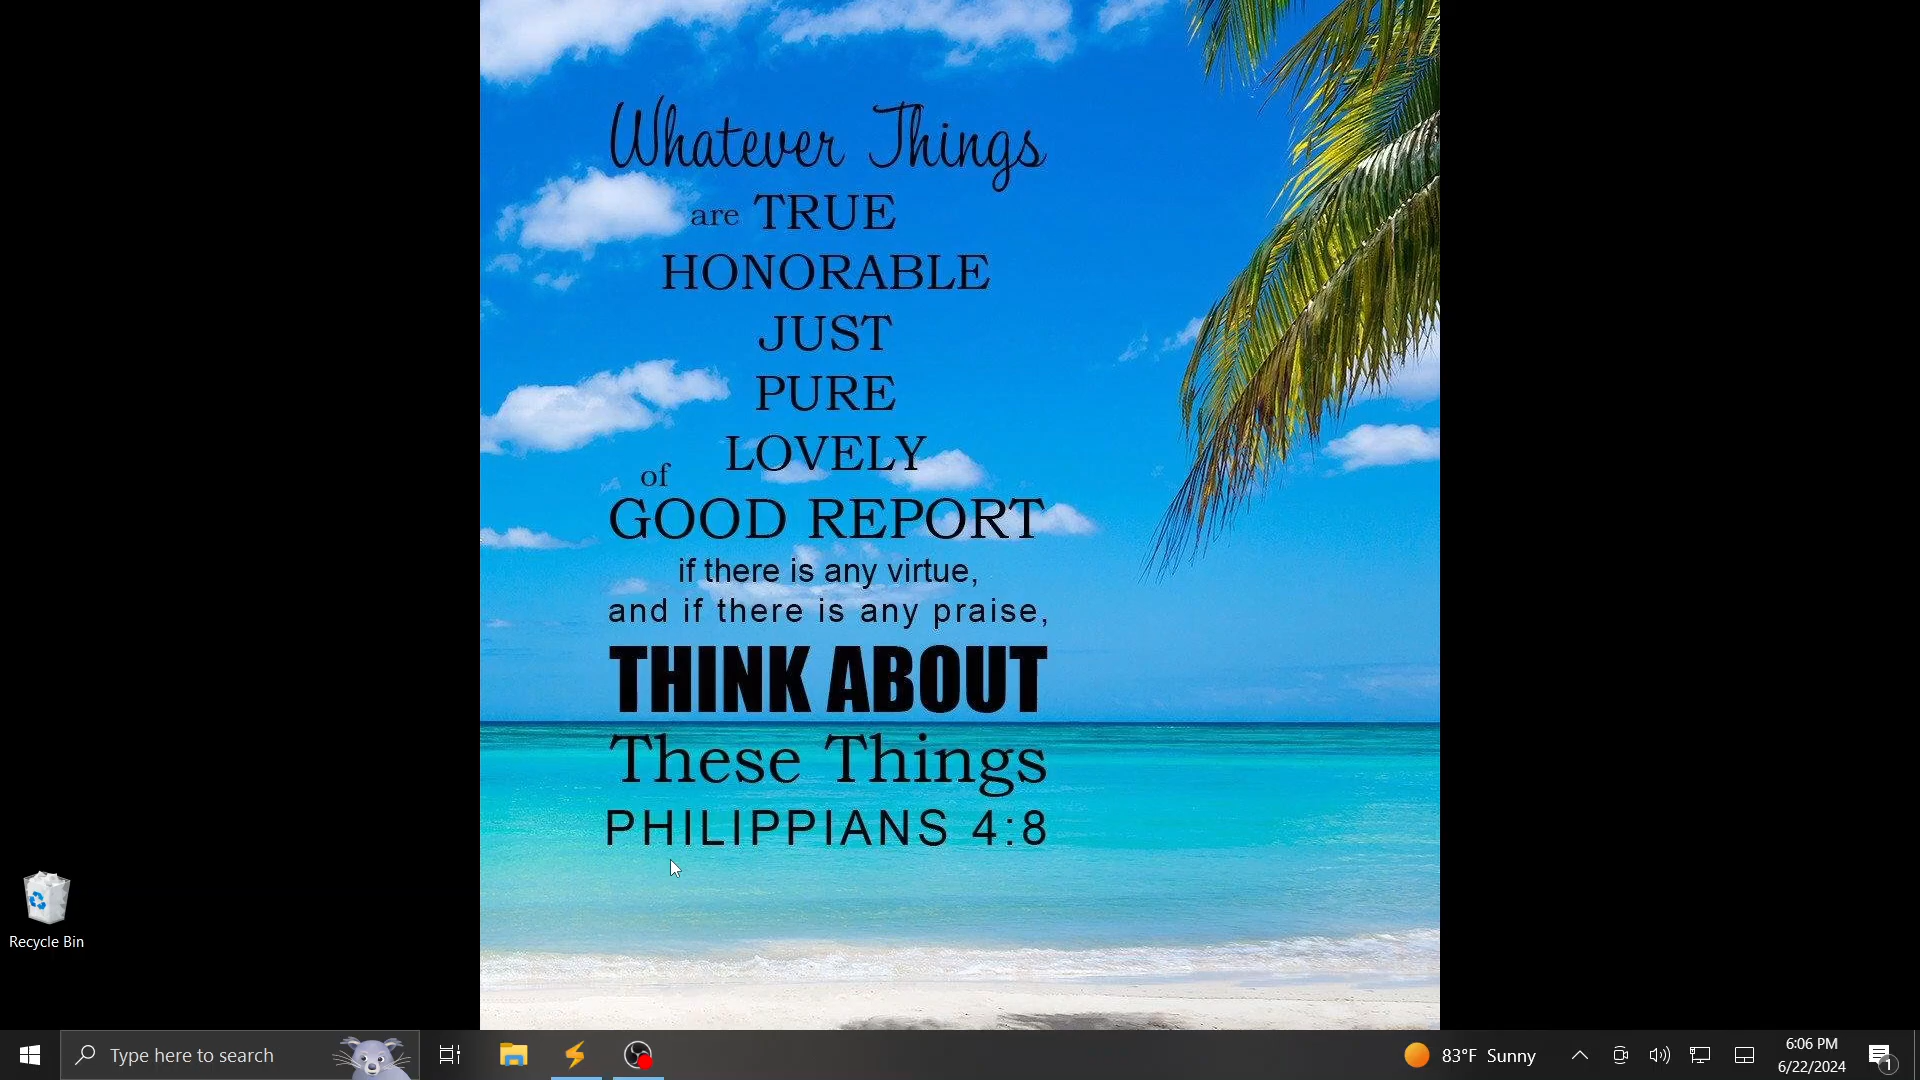 Whatever Things
are TRUE
HONORABLE
JUST
PURE
LOVELY
of
GOOD REPORT
if there is any virtue,
and if there is any praise,
THINK ABOUT
These Things
PHILIPPIANS 4:8
Recycle Bin
Type here to search
83°F Sunny
6:06 PM
6/22/2024
1